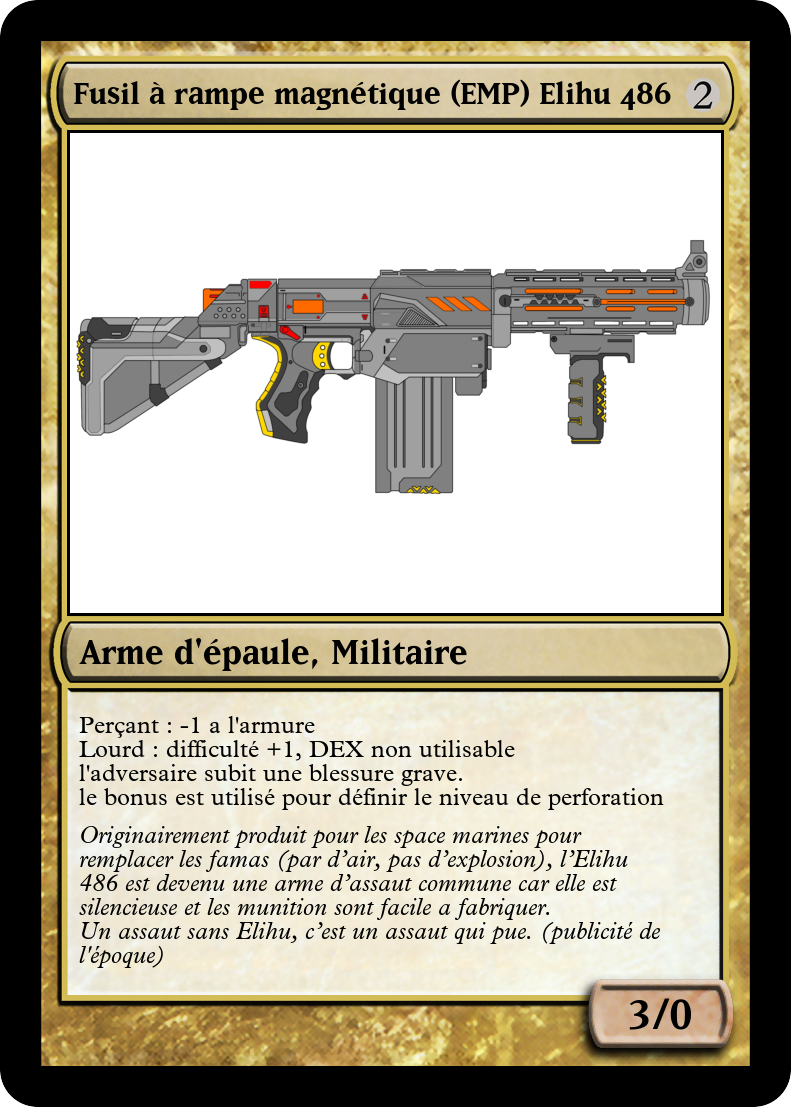 Fusil à rampe magnétique (EMP) Elihu 486 2
Arme d'épaule, Militaire
Perçant : -1 a l'armure
Lourd : difficulté +1, DEX non utilisable
l'adversaire subit une blessure grave.
le bonus est utilisé pour définir le niveau de perforation
Originairement produit pour les space marines pour
remplacer les famas (par d’air, pas d’explosion), l’Elihu
486 est devenu une arme d’assaut commune car elle est
silencieuse et les munition sont facile a fabriquer.
Un assaut sans Elihu, c’est un assaut qui pue. (publicité de
l'époque)
3/0